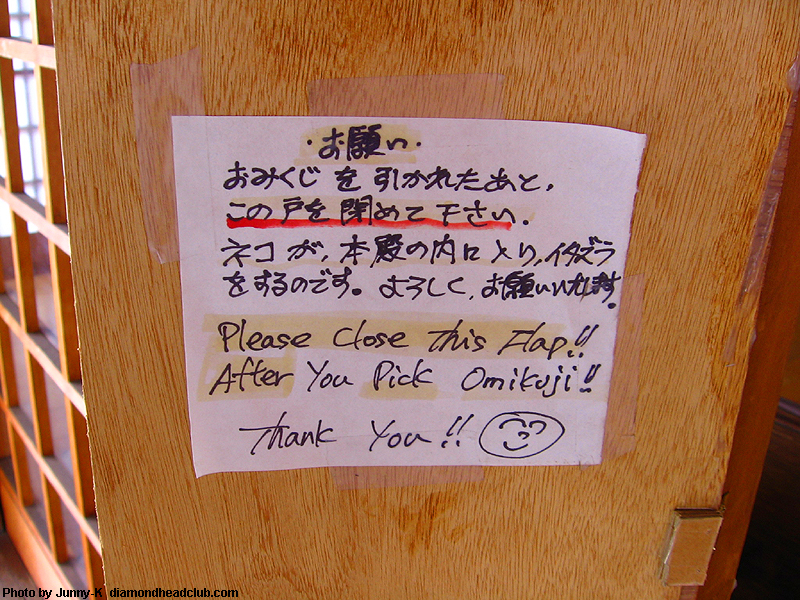 ・お願い・
おみくじを引かれたあと、
この戸を閉めて下さい.
ネコが、本殿の内に入り、イタズラ
をするのです。よろしく、お願いいたします.
Please Close This Flap!!
After You Pick Omikuji!!
Thank You!!
Photo by Junny-K diamondheadclub.com